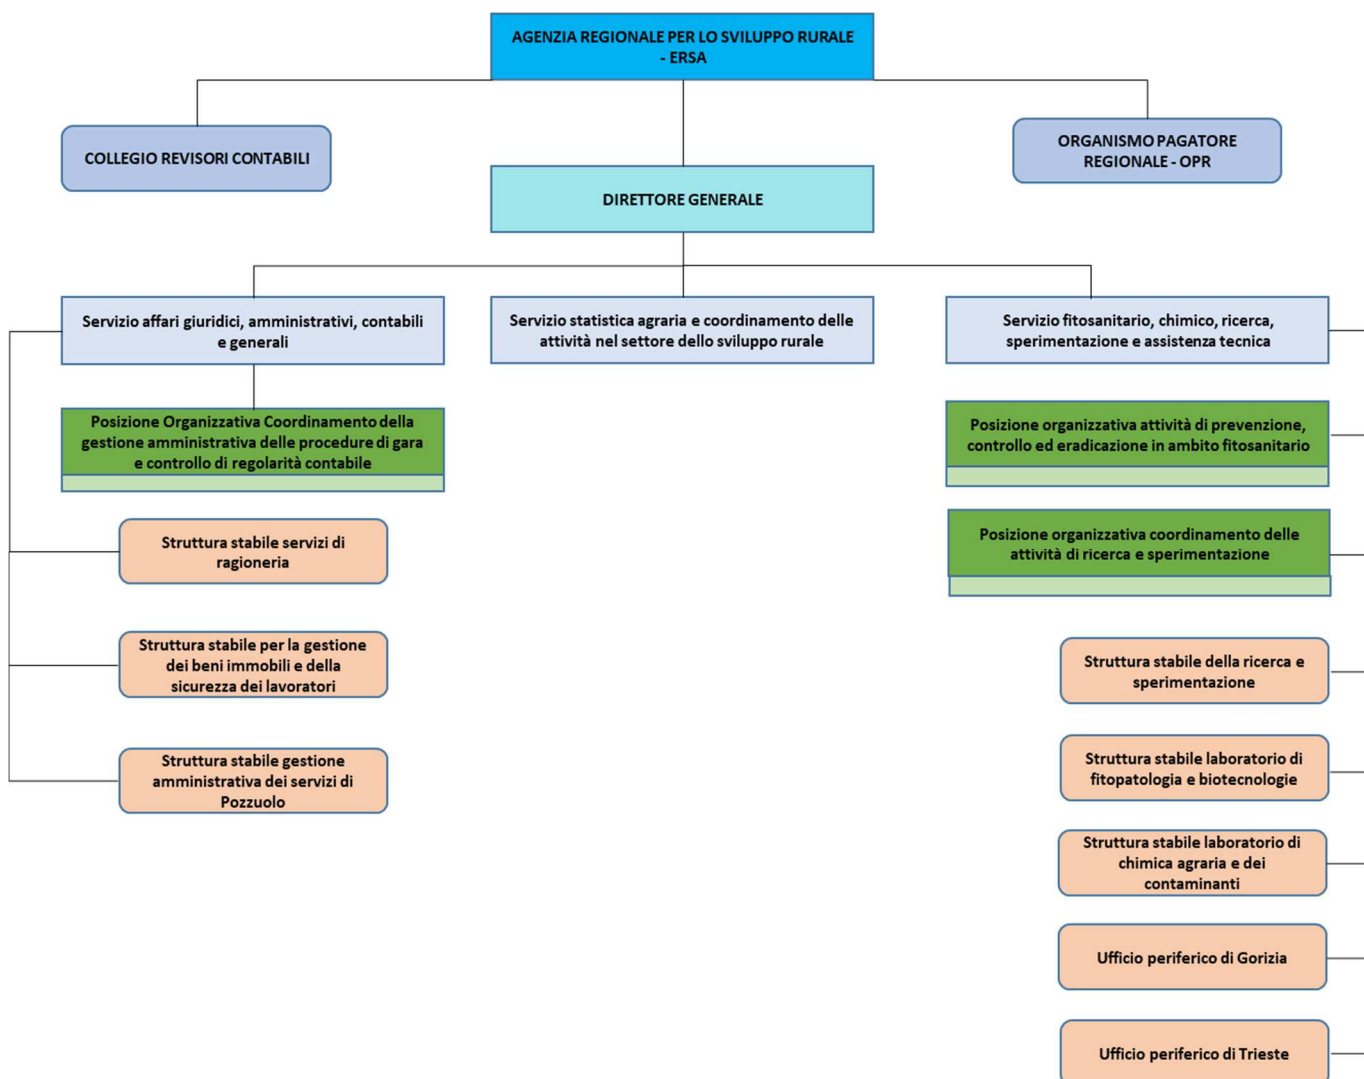 AGENZIA REGIONALE PER LO SVILUPPO RURALE
- ERSA
COLLEGIO REVISORI CONTABILI
ORGANISMO PAGATORE
REGIONALE - OPR
DIRETTORE GENERALE
Servizio affari giuridici, amministrativi, contabili
e generali
Servizio statistica agraria e coordinamento delle
attività nel settore dello sviluppo rurale
Servizio fitosanitario, chimico, ricerca,
sperimentazione e assistenza tecnica
Posizione Organizzativa Coordinamento della
gestione amministrativa delle procedure di gara
e controllo di regolarità contabile
Posizione organizzativa attività di prevenzione,
controllo ed eradicazione in ambito fitosanitario
Struttura stabile servizi di
ragioneria
Posizione organizzativa coordinamento delle
attività di ricerca e sperimentazione
Struttura stabile per la gestione
dei beni immobili e della
sicurezza dei lavoratori
Struttura stabile della ricerca e
sperimentazione
Struttura stabile gestione
amministrativa dei servizi di
Pozzuolo
Struttura stabile laboratorio di
fitopatologia e biotecnologie
Struttura stabile laboratorio di
chimica agraria e dei
contaminanti
Ufficio periferico di Gorizia
Ufficio periferico di Trieste